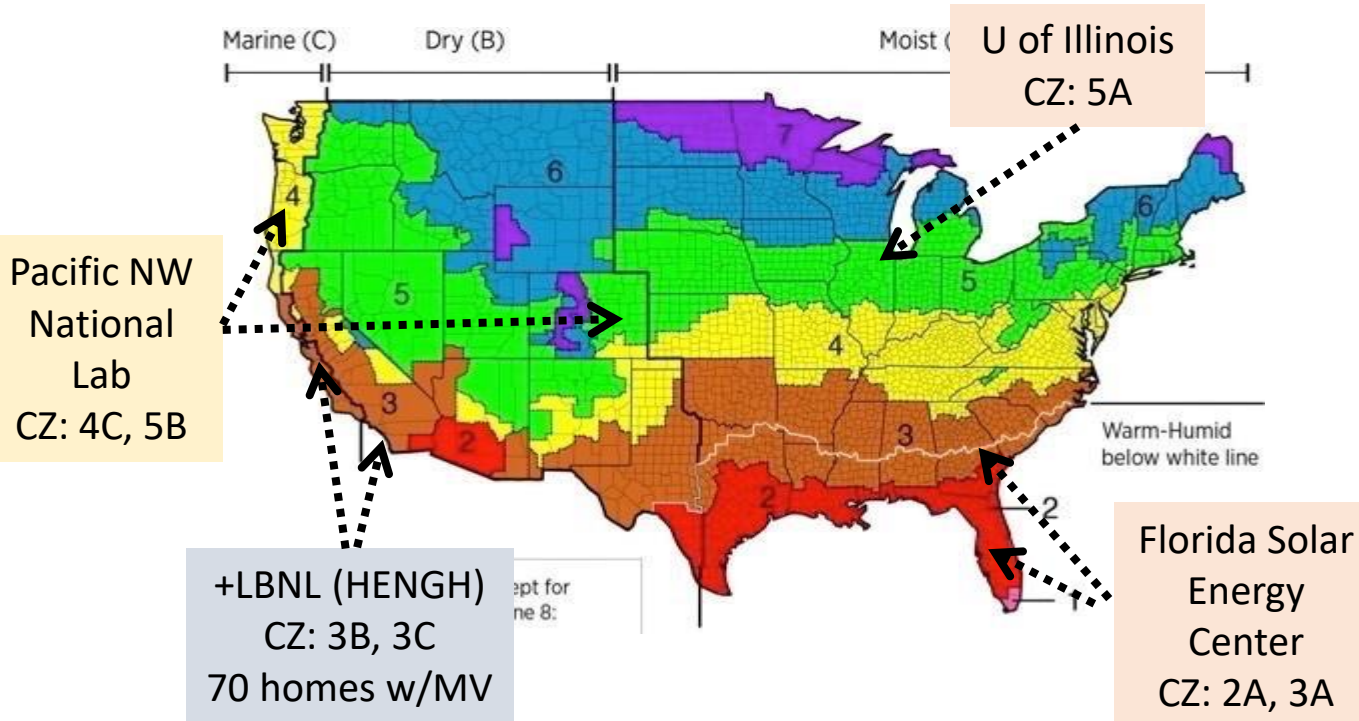 Marine (C)
Dry (B)
Moist (
U of Illinois
CZ: 5A
7
6
4
6
Pacific NW
National
Lab
CZ: 4C, 5B
5
5
4
3
2
3
Warm-Humid
below white line
2
2
1
+LBNL (HENGH)
CZ: 3B, 3C
70 homes w/MV
ept for
ne 8:
Florida Solar
Energy
Center
CZ: 2A, 3A